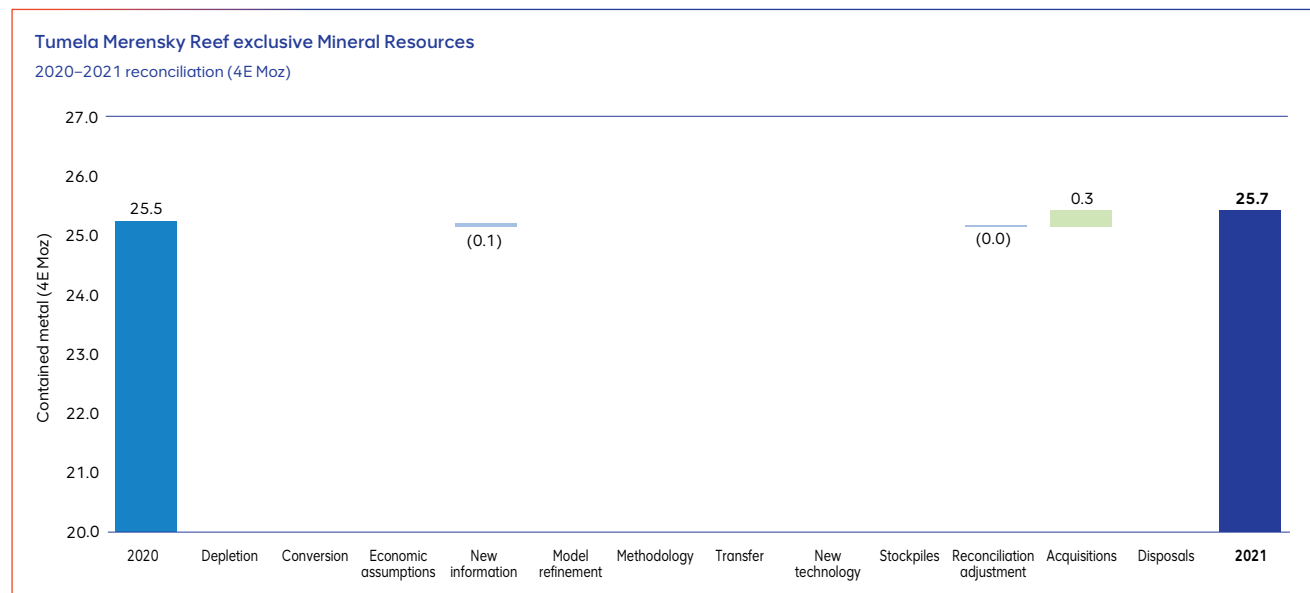 Tumela Merensky Reef exclusive Mineral Resources
2020–2021 reconciliation (4E Moz)
Contained metal (4E Moz)
27.0
26.0
25.0
24.0
23.0
22.0
21.0
20.0
25.5
(0.1)
(0.0)
0.3
25.7
2020
Depletion
Conversion
Economic
assumptions
New
information
Model
refinement
Methodology
Transfer
New
technology
Stockpiles
Reconciliation
adjustment
Acquisitions
Disposals
2021